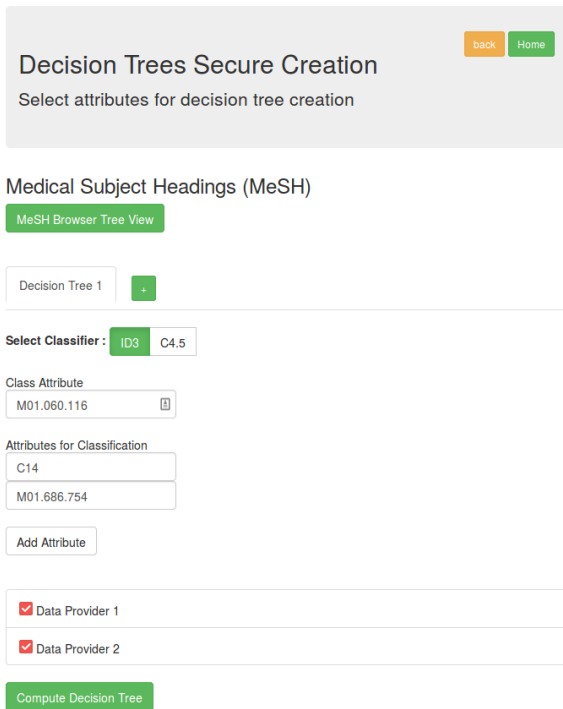 back Home
Decision Trees Secure Creation
Select attributes for decision tree creation
Medical Subject Headings (MeSH)
MeSH Browser Tree View
Decision Tree 1 +
Select Classifier : ID3 C4.5
Class Attribute
M01.060.116
Attributes for Classification
C14
M01.686.754
Add Attribute
Data Provider 1
Data Provider 2
Compute Decision Tree